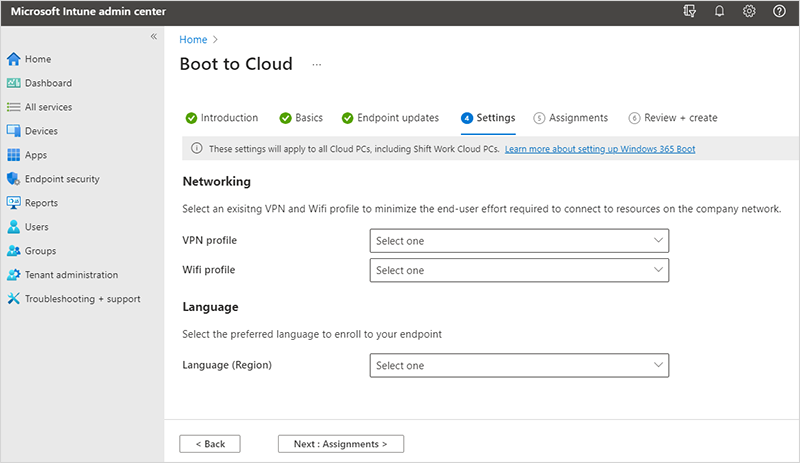 Microsoft Intune admin center
«
Home
Dashboard
All services
Devices
Apps
Endpoint security
Reports
Users
Groups
Tenant administration
Troubleshooting + support
Home >
Boot to Cloud ...
Introduction Basics Endpoint updates 4 Settings 5 Assignments 6 Review + create
These settings will apply to all Cloud PCs, including Shift Work Cloud PCs. Learn more about setting up Windows 365 Boot
Networking
Select an exisitng VPN and Wifi profile to minimize the end-user effort required to connect to resources on the company network.
VPN profile Select one
Wifi profile Select one
Language
Select the preferred language to enroll to your endpoint
Language (Region) Select one
< Back Next : Assignments >